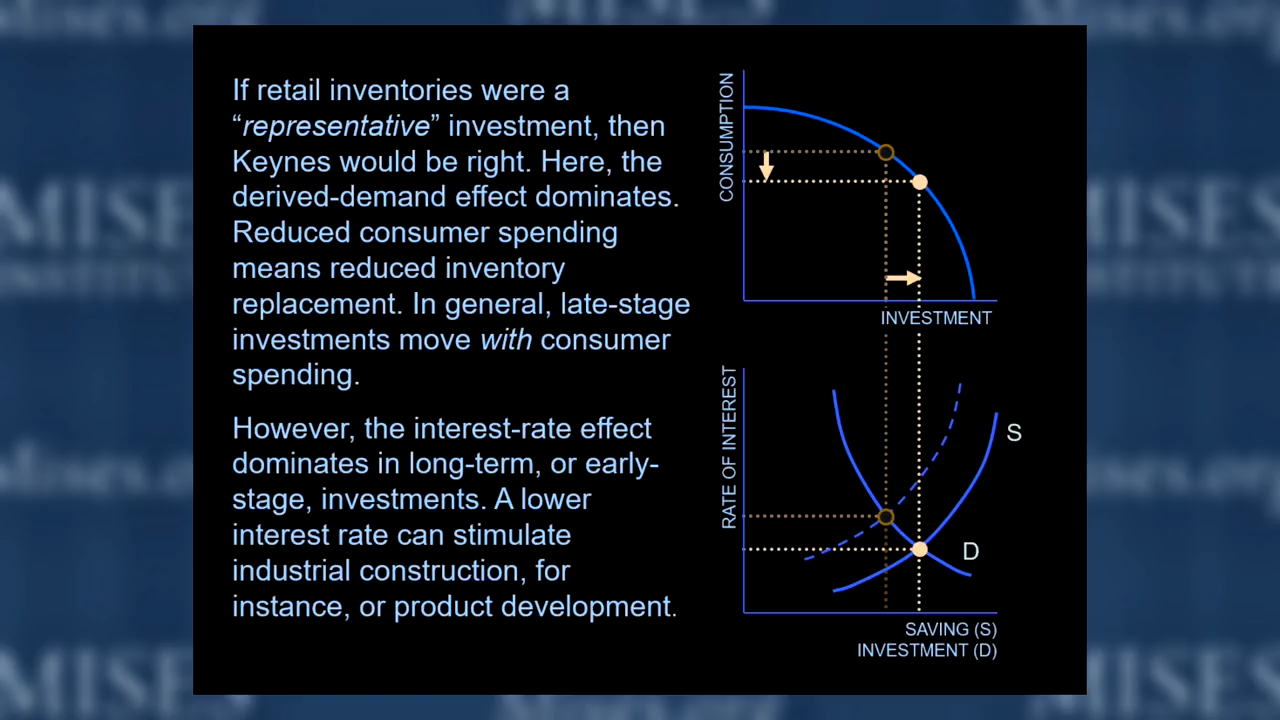 If retail inventories were a
“representative” investment, then
Keynes would be right. Here, the
derived-demand effect dominates.
Reduced consumer spending
means reduced inventory
replacement. In general, late-stage
investments move with consumer
spending.
However, the interest-rate effect
dominates in long-term, or early-
stage, investments. A lower
interest rate can stimulate
industrial construction, for
instance, or product development.
CONSUMPTION
INVESTMENT
RATE OF INTEREST
S
D
SAVING (S)
INVESTMENT (D)